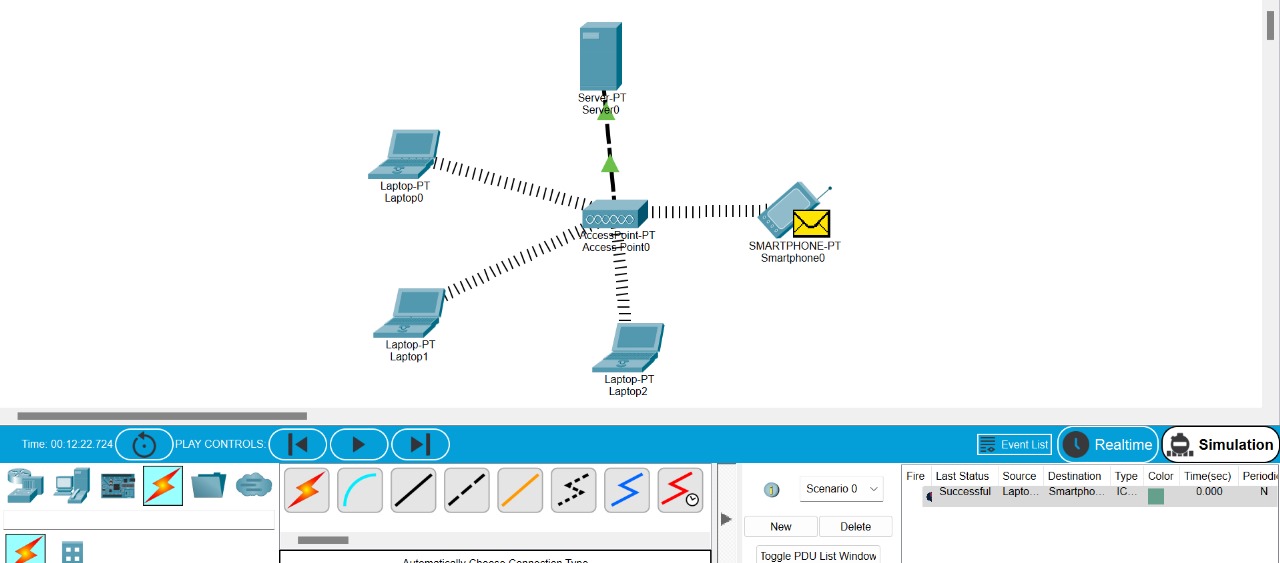 Server-PT
Server0
Laptop-PT
Laptop0
AccessPoint-PT
Access Point0
SMARTPHONE-PT
Smartphone0
Laptop-PT
Laptop1
Laptop-PT
Laptop2
Time: 00:12:22.724 PLAY CONTROLS: Event List Realtime Simulation
Scenario 0
New Delete
Toggle PDU List Window
Automatically Choose Connection Type
Fire Last Status Source Destination Type Color Time(sec) Periodi
Successful Lapto... Smartpho... IC... 0.000 N